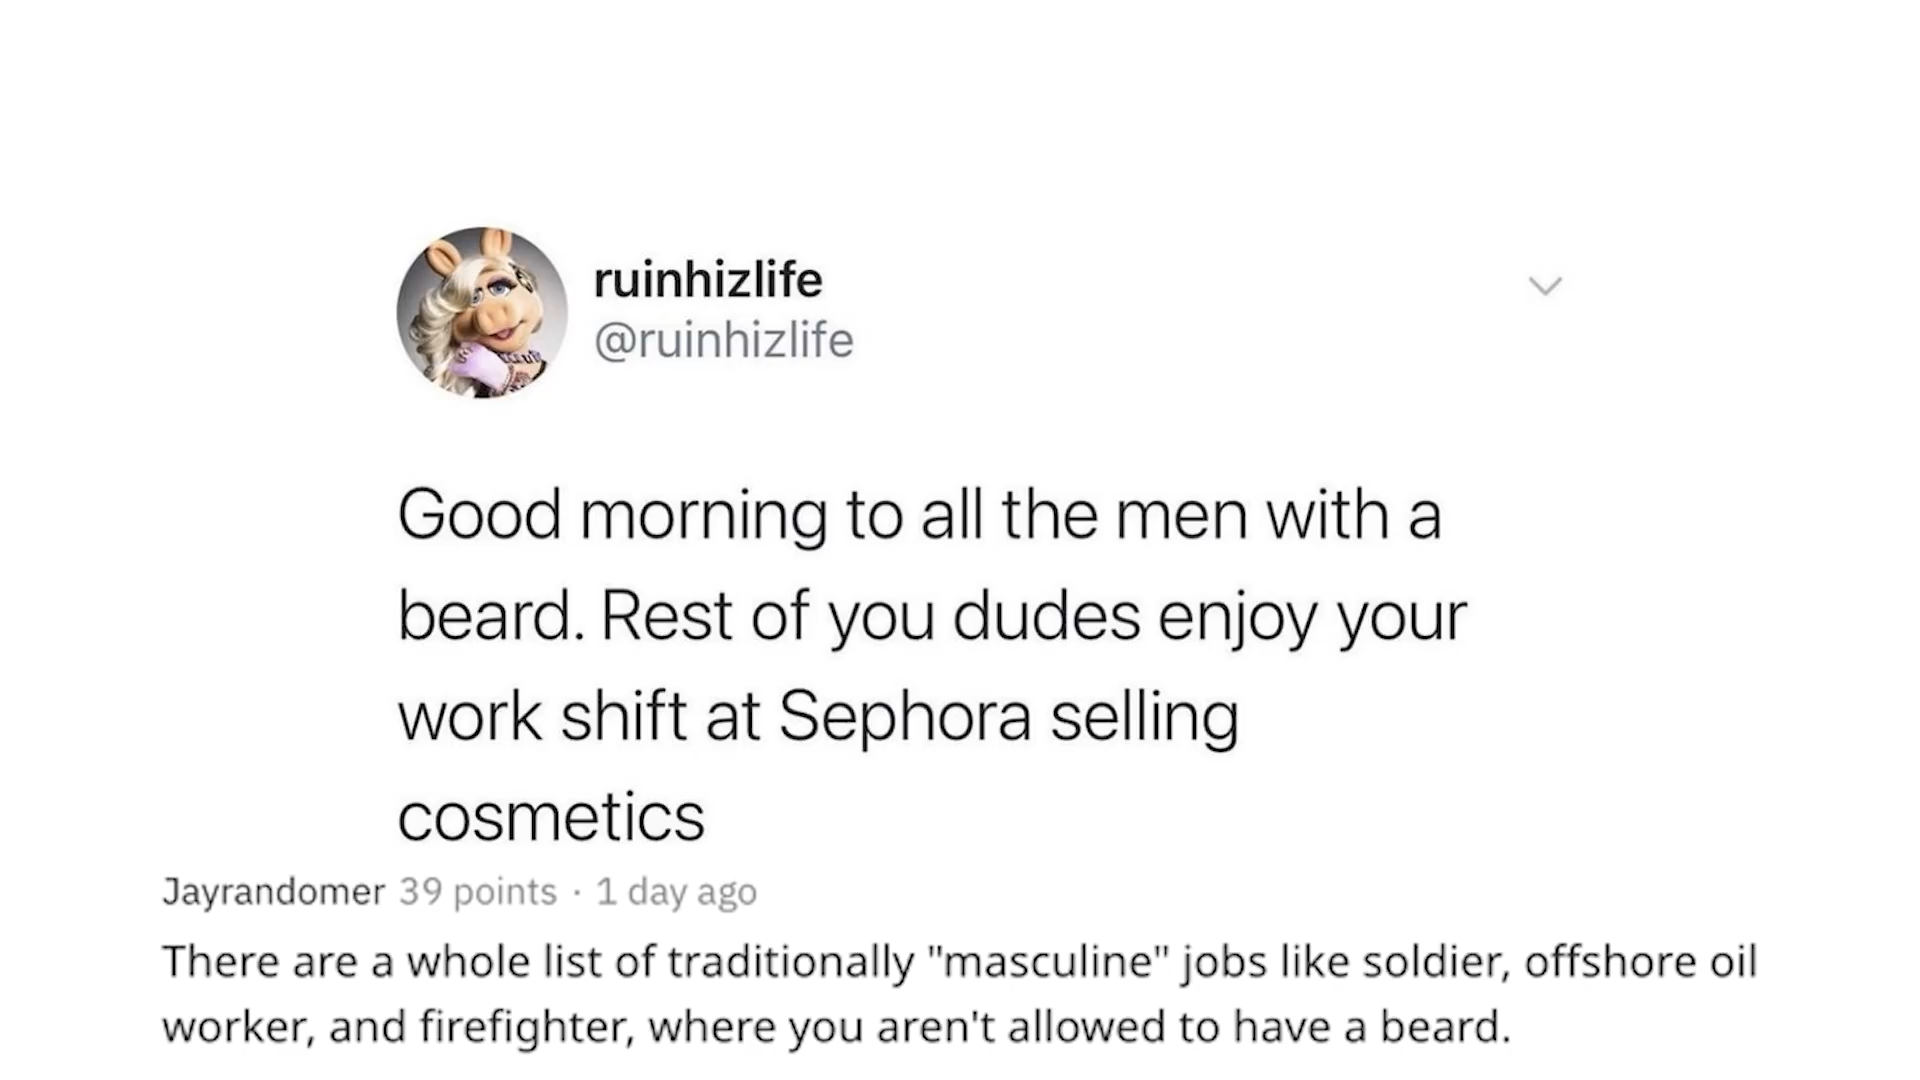 ruinhizlife
@ruinhizlife
Good morning to all the men with a
beard. Rest of you dudes enjoy your
work shift at Sephora selling
cosmetics
Jayrandomer 39 points · 1 day ago
There are a whole list of traditionally "masculine" jobs like soldier, offshore oil
worker, and firefighter, where you aren't allowed to have a beard.